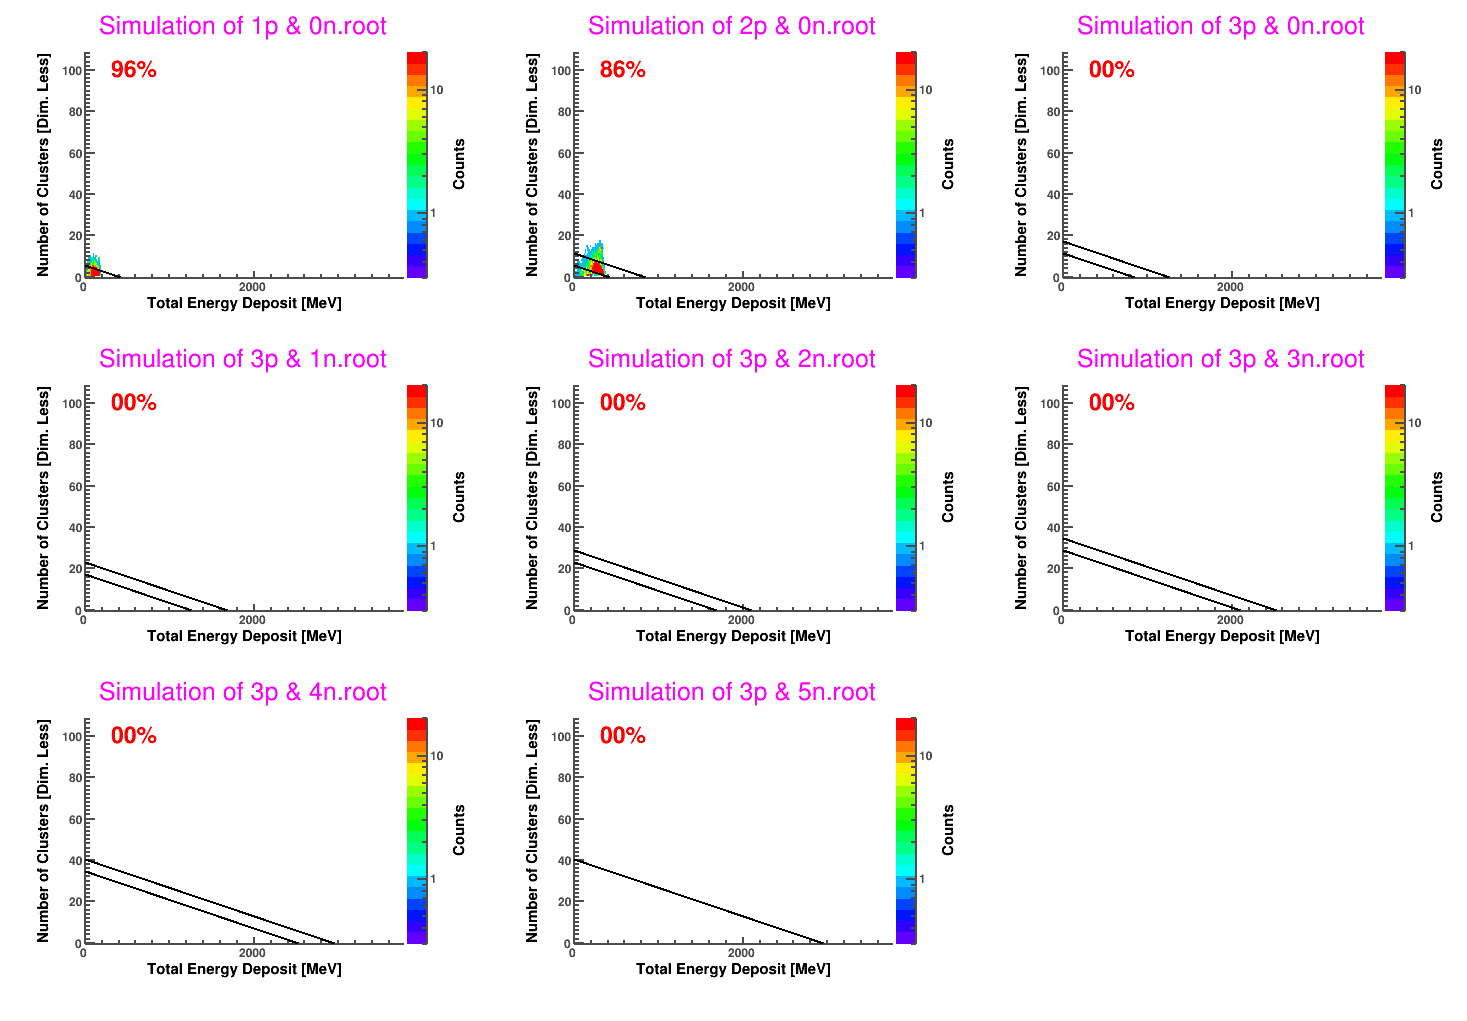 Simulation of 1p & 0n.root
96%
Number of Clusters [Dim. Less]
100
80
60
40
20
0
0
2000
Total Energy Deposit [MeV]
10
1
Counts
Simulation of 2p & 0n.root
86%
Number of Clusters [Dim. Less]
100
80
60
40
20
0
0
2000
Total Energy Deposit [MeV]
10
1
Counts
Simulation of 3p & 0n.root
00%
Number of Clusters [Dim. Less]
100
80
60
40
20
0
0
2000
Total Energy Deposit [MeV]
10
1
Counts
Simulation of 3p & 1n.root
00%
Number of Clusters [Dim. Less]
100
80
60
40
20
0
0
2000
Total Energy Deposit [MeV]
10
1
Counts
Simulation of 3p & 2n.root
00%
Number of Clusters [Dim. Less]
100
80
60
40
20
0
0
2000
Total Energy Deposit [MeV]
10
1
Counts
Simulation of 3p & 3n.root
00%
Number of Clusters [Dim. Less]
100
80
60
40
20
0
0
2000
Total Energy Deposit [MeV]
10
1
Counts
Simulation of 3p & 4n.root
00%
Number of Clusters [Dim. Less]
100
80
60
40
20
0
0
2000
Total Energy Deposit [MeV]
10
1
Counts
Simulation of 3p & 5n.root
00%
Number of Clusters [Dim. Less]
100
80
60
40
20
0
0
2000
Total Energy Deposit [MeV]
10
1
Counts